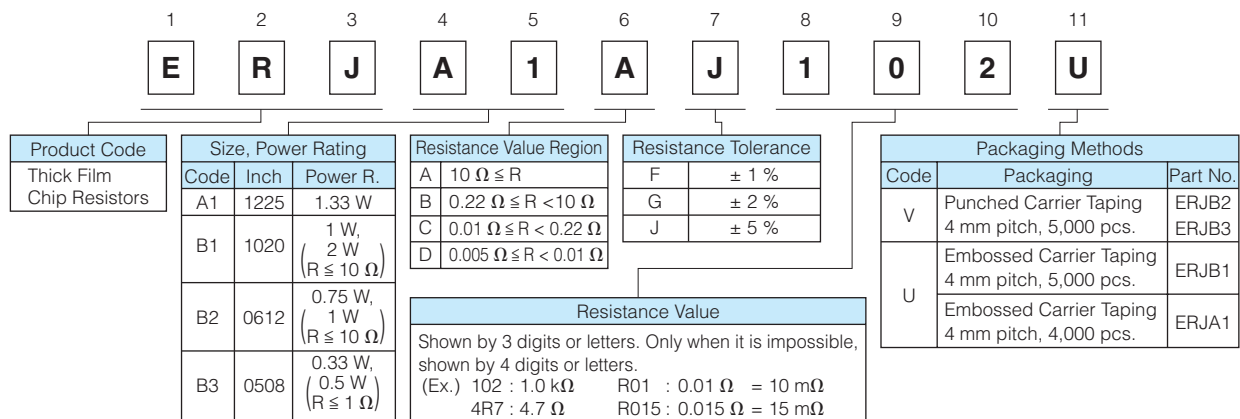 1 2 3 4 5 6 7 8 9 10 11
E R J A 1 A J 1 0 2 U
Product Code
Thick Film
Chip Resistors
Size, Power Rating
Code Inch Power R.
A1 1225 1.33 W
B1 1020 1 W,
( 2 W
R ≦ 10 Ω )
B2 0612 0.75 W,
( 1 W
R ≦ 10 Ω )
B3 0508 0.33 W,
( 0.5 W
R ≦ 1 Ω )
Resistance Value Region
A 10 Ω ≦ R
B 0.22 Ω ≦ R <10 Ω
C 0.01 Ω ≦ R < 0.22 Ω
D 0.005 Ω ≦ R < 0.01 Ω
Resistance Tolerance
F ± 1 %
G ± 2 %
J ± 5 %
Resistance Value
Shown by 3 digits or letters. Only when it is impossible,
shown by 4 digits or letters.
(Ex.) 102 : 1.0 kΩ R01 : 0.01 Ω = 10 mΩ
4R7 : 4.7 Ω R015 : 0.015 Ω = 15 mΩ
Packaging Methods
Code Packaging Part No.
V Punched Carrier Taping
4 mm pitch, 5,000 pcs.
ERJB2
ERJB3
U Embossed Carrier Taping
4 mm pitch, 5,000 pcs.
ERJB1
Embossed Carrier Taping
4 mm pitch, 4,000 pcs.
ERJA1